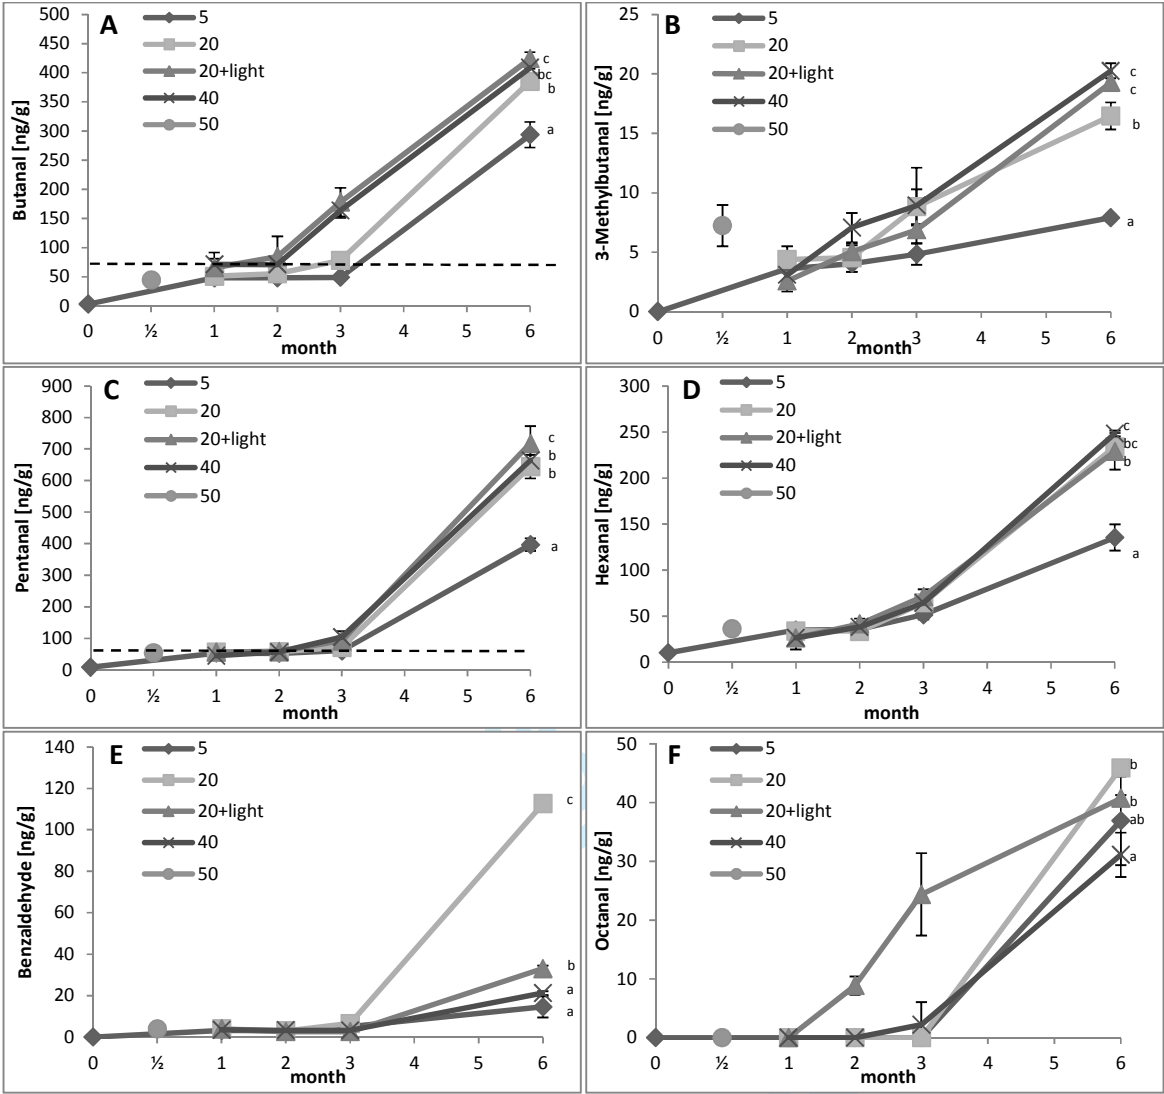 A
Butanal [ng/g]
500
450
400
350
300
250
200
150
100
50
0
5
20
20+light
40
50
c
bc
b
a
0 ½ 1 2 3 4 5 6
month
B
3-Methylbutanal [ng/g]
25
20
15
10
5
0
5
20
20+light
40
50
c
c
b
a
0 ½ 1 2 3 4 5 6
month
C
Pentanal [ng/g]
900
800
700
600
500
400
300
200
100
0
5
20
20+light
40
50
c
b
b
a
0 ½ 1 2 3 4 5 6
month
D
Hexanal [ng/g]
300
250
200
150
100
50
0
5
20
20+light
40
50
c
bc
b
a
0 ½ 1 2 3 4 5 6
month
E
Benzaldehyde [ng/g]
140
120
100
80
60
40
20
0
5
20
20+light
40
50
c
b
a
a
0 ½ 1 2 3 4 5 6
month
F
Octanal [ng/g]
50
40
30
20
10
0
5
20
20+light
40
50
b
b
ab
a
0 ½ 1 2 3 4 5 6
month